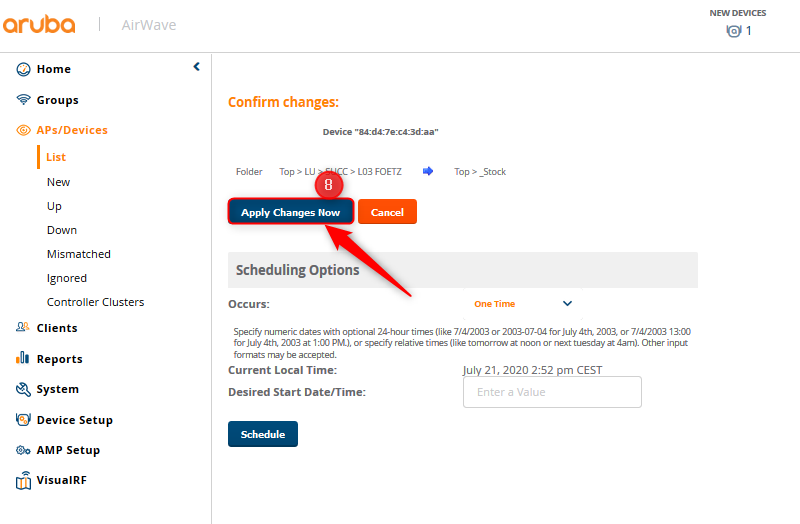 aruba | AirWave
NEW DEVICES
1
Home
Groups
APs/Devices
List
New
Up
Down
Mismatched
Ignored
Controller Clusters
Clients
Reports
System
Device Setup
AMP Setup
VisualRF
Confirm changes:
Device "84:d4:7e:c4:3d:aa"
Folder Top > LU > > L03 FOETZ Top > _Stock
8
Apply Changes Now Cancel
Scheduling Options
Occurs: One Time
Specify numeric dates with optional 24-hour times (like 7/4/2003 or 2003-07-04 for July 4th, 2003, or 7/4/2003 13:00
for July 4th, 2003 at 1:00 PM.), or specify relative times (like tomorrow at noon or next tuesday at 4am). Other input
formats may be accepted.
Current Local Time: July 21, 2020 2:52 pm CEST
Desired Start Date/Time: Enter a Value
Schedule